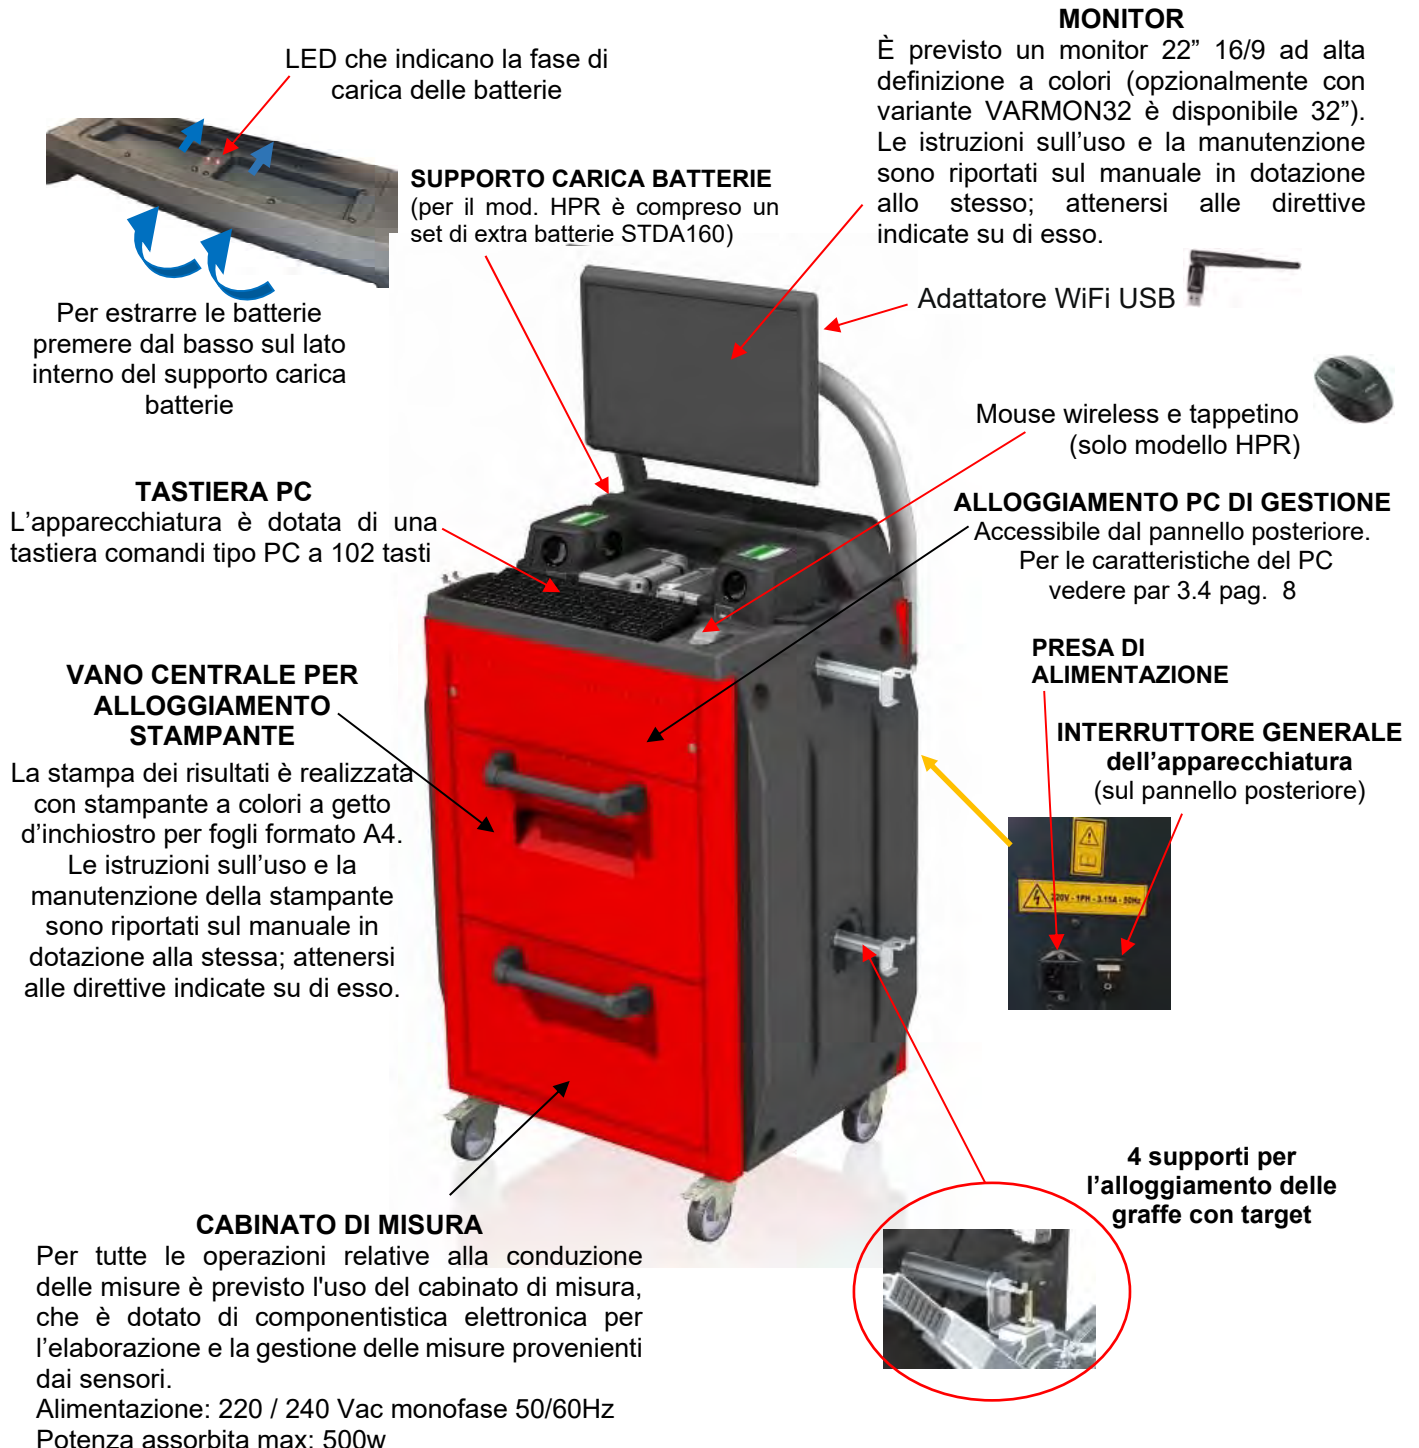 MONITOR
È previsto un monitor 22” 16/9 ad alta
definizione a colori (opzionalmente con
variante VARMON32 è disponibile 32”).
Le istruzioni sull’uso e la manutenzione
sono riportati sul manuale in dotazione
allo stesso; attenersi alle direttive
indicate su di esso.
LED che indicano la fase di
carica delle batterie
SUPPORTO CARICA BATTERIE
(per il mod. HPR è compreso un
set di extra batterie STDA160)
Adattatore WiFi USB
Per estrarre le batterie
premere dal basso sul lato
interno del supporto carica
batterie
Mouse wireless e tappetino
(solo modello HPR)
TASTIERA PC
L’apparecchiatura è dotata di una
tastiera comandi tipo PC a 102 tasti
ALLOGGIAMENTO PC DI GESTIONE
Accessibile dal pannello posteriore.
Per le caratteristiche del PC
vedere par 3.4 pag. 8
PRESA DI
ALIMENTAZIONE
VANO CENTRALE PER
ALLOGGIAMENTO
STAMPANTE
La stampa dei risultati è realizzata
con stampante a colori a getto
d’inchiostro per fogli formato A4.
Le istruzioni sull’uso e la
manutenzione della stampante
sono riportati sul manuale in
dotazione alla stessa; attenersi
alle direttive indicate su di esso.
INTERRUTTORE GENERALE
dell’apparecchiatura
(sul pannello posteriore)
220V - 1PH - 3.15A - 50Hz
4 supporti per
l’alloggiamento delle
graffe con target
CABINATO DI MISURA
Per tutte le operazioni relative alla conduzione
delle misure è previsto l'uso del cabinato di misura,
che è dotato di componentistica elettronica per
l’elaborazione e la gestione delle misure provenienti
dai sensori.
Alimentazione: 220 / 240 Vac monofase 50/60Hz
Potenza assorbita max: 500w